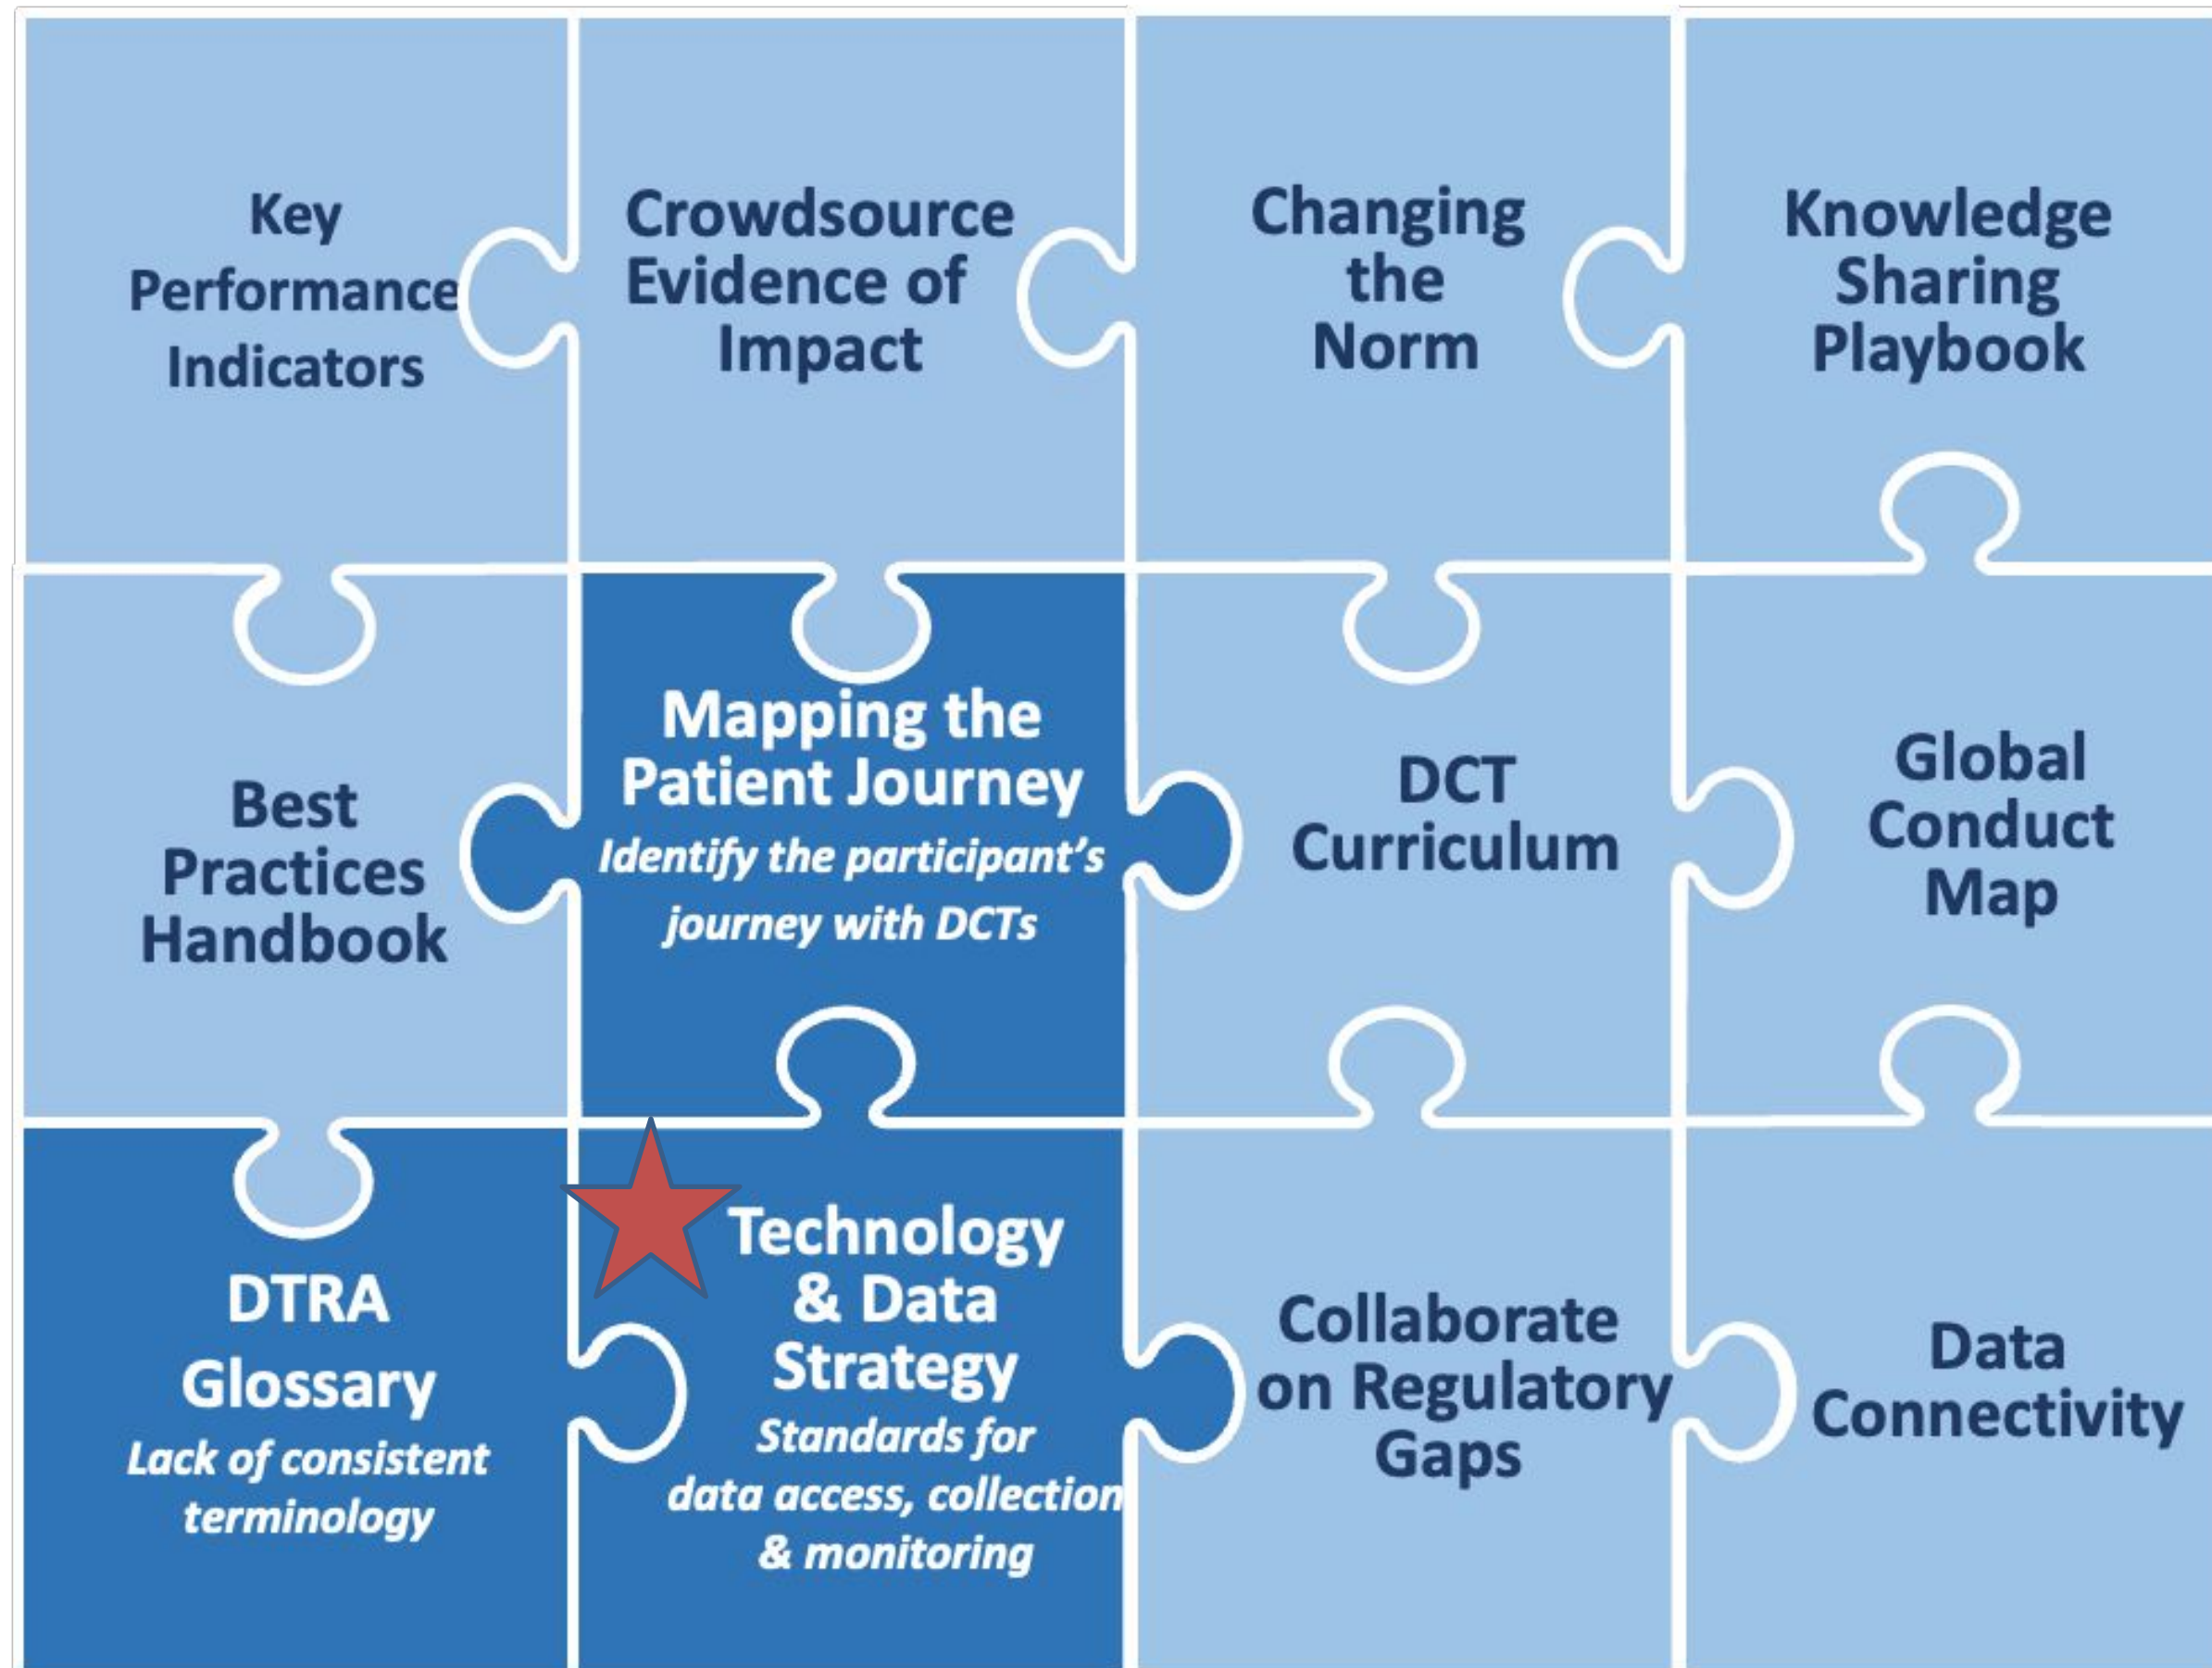 Key
Performance
Indicators
Crowdsource
Evidence of
Impact
Changing
the
Norm
Knowledge
Sharing
Playbook
Best
Practices
Handbook
Mapping the
Patient Journey
Identify the participant's
journey with DCTs
DCT
Curriculum
Global
Conduct
Map
DTRA
Glossary
Lack of consistent
terminology
Technology
& Data
Strategy
Standards for
data access, collection
& monitoring
Collaborate
on Regulatory
Gaps
Data
Connectivity